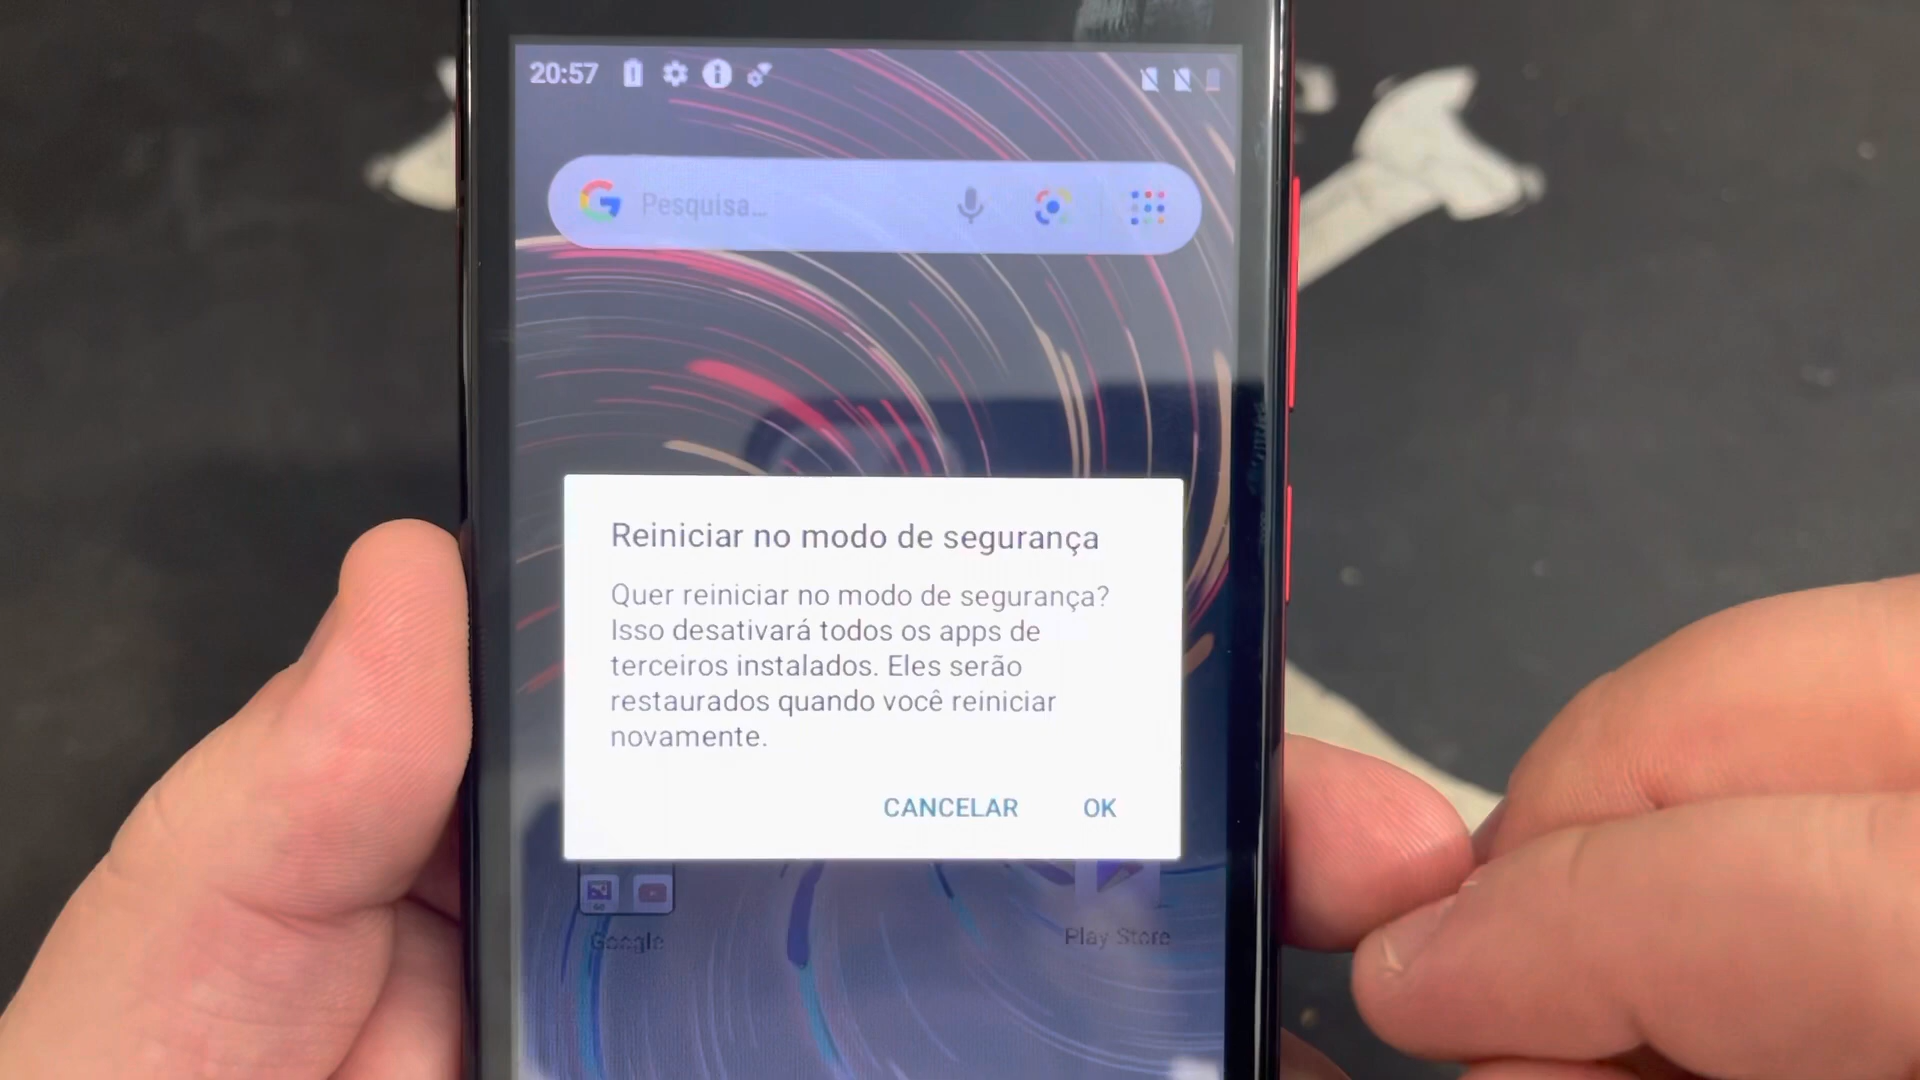 20:57
Pesquisa...
Reiniciar no modo de segurança
Quer reiniciar no modo de segurança?
Isso desativará todos os apps de
terceiros instalados. Eles serão
restaurados quando você reiniciar
novamente.
CANCELAR OK
Google Play Store